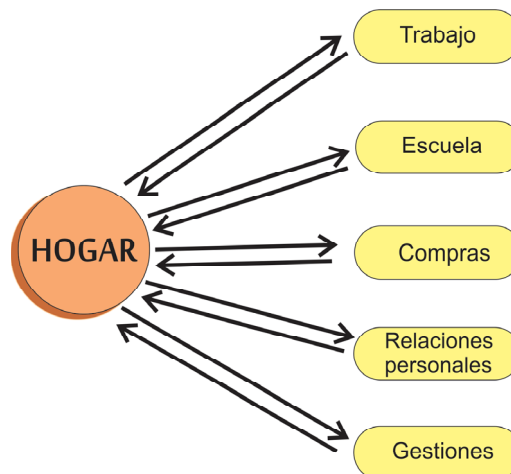 Trabajo
Escuela
HOGAR
Compras
Relaciones
personales
Gestiones